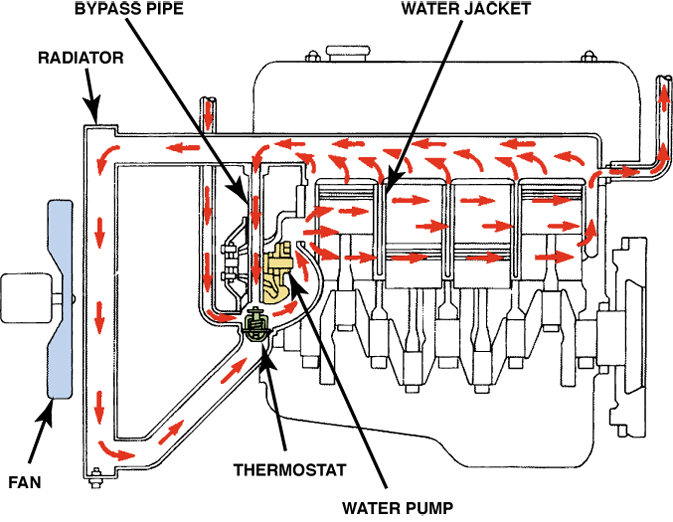 BYPASS PIPE
WATER JACKET
RADIATOR
THERMOSTAT
FAN
WATER PUMP